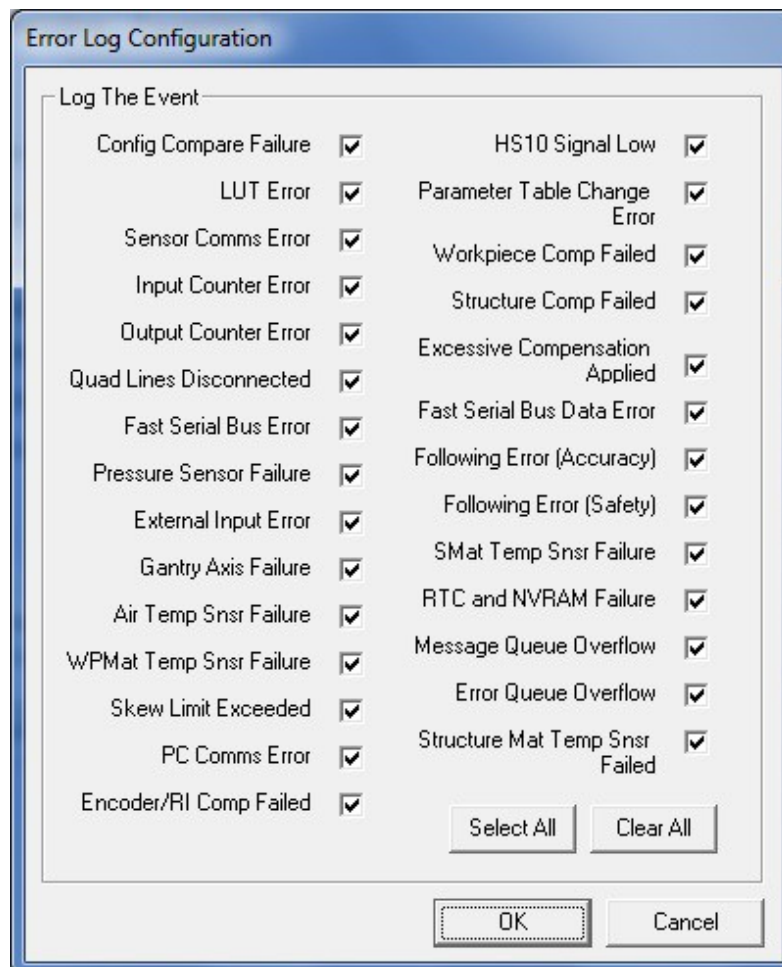 Error Log Configuration
Log The Event
Config Compare Failure
LUT Error
Sensor Comms Error
Input Counter Error
Output Counter Error
Quad Lines Disconnected
Fast Serial Bus Error
Pressure Sensor Failure
External Input Error
Gantry Axis Failure
Air Temp Snsr Failure
WPMat Temp Snsr Failure
Skew Limit Exceeded
PC Comms Error
Encoder/RI Comp Failed
HS10 Signal Low
Parameter Table Change
Error
Workpiece Comp Failed
Structure Comp Failed
Excessive Compensation
Applied
Fast Serial Bus Data Error
Following Error (Accuracy)
Following Error (Safety)
SMat Temp Snsr Failure
RTC and NVRAM Failure
Message Queue Overflow
Error Queue Overflow
Structure Mat Temp Snsr
Failed
Select All
Clear All
OK
Cancel